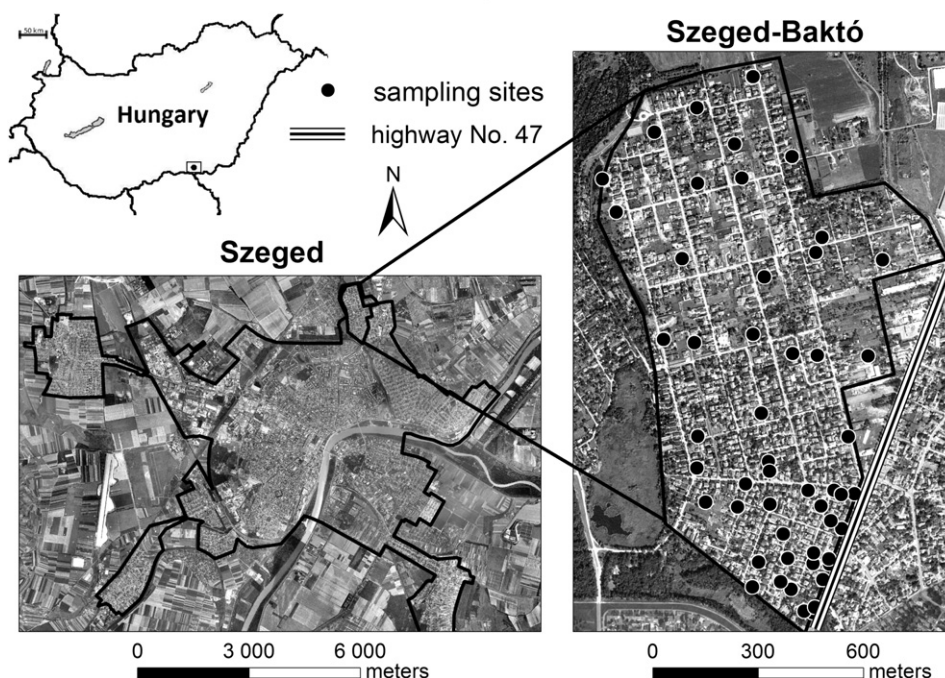 50 km
Hungary
sampling sites
highway No. 47
N
Szeged
Szeged-Baktó
0 3 000 6 000
meters
0 300 600
meters